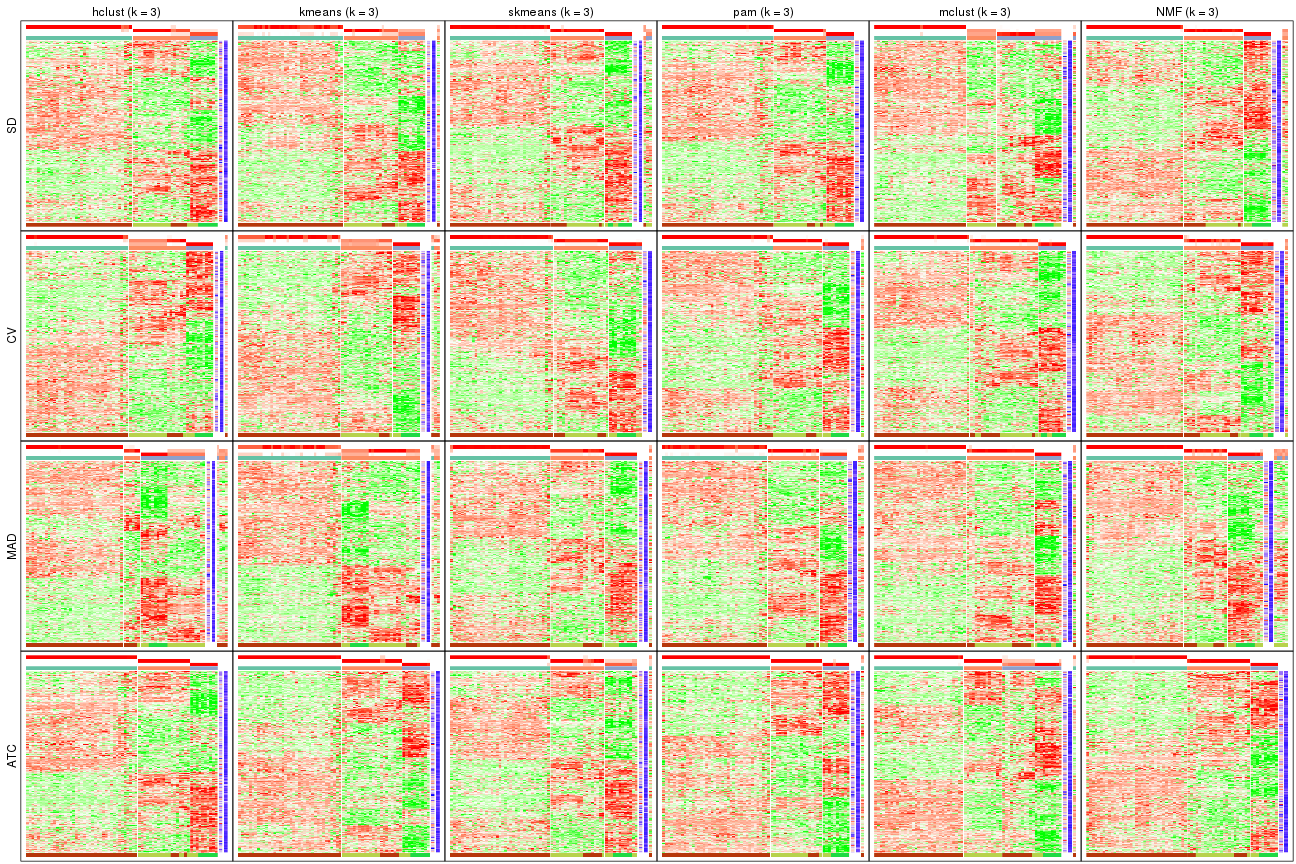 hclust (k = 3) kmeans (k = 3) skmeans (k = 3) pam (k = 3) mclust (k = 3) NMF (k = 3)
SD
CV
MAD
ATC